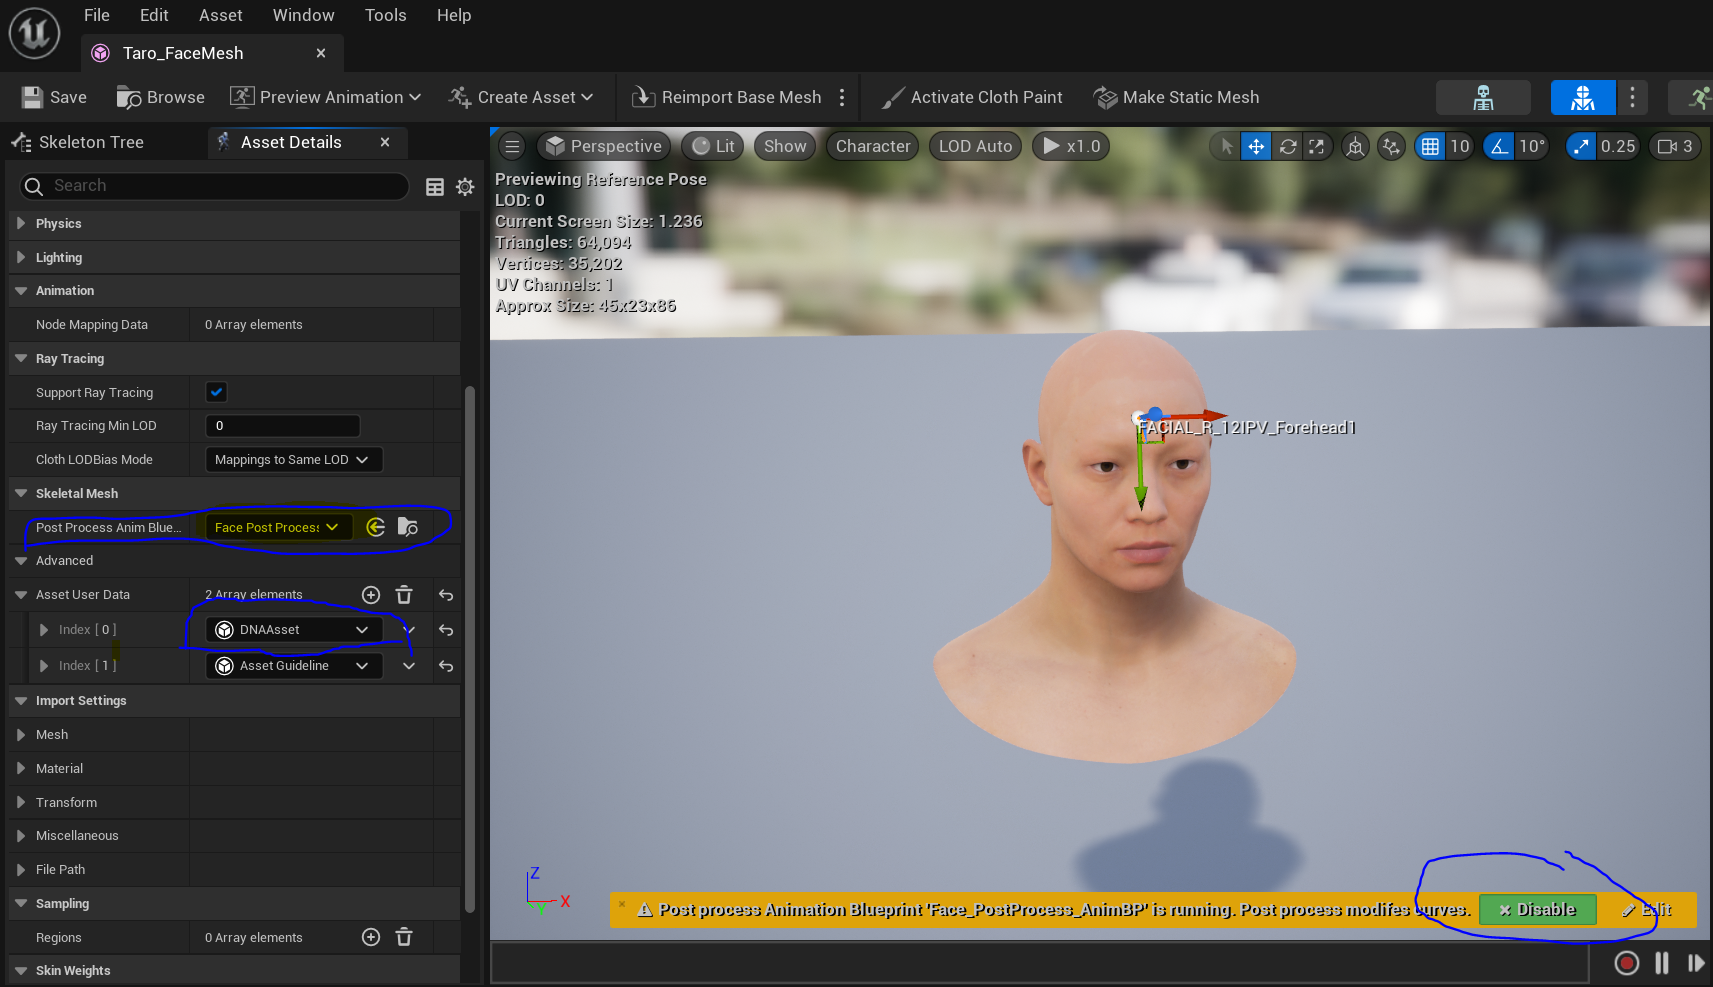 File Edit Asset Window Tools Help
Taro_FaceMesh
Save Browse Preview Animation Create Asset Reimport Base Mesh Activate Cloth Paint Make Static Mesh
Skeleton Tree Asset Details
Search
Physics
Lighting
Animation
Node Mapping Data 0 Array elements
Ray Tracing
Support Ray Tracing
Ray Tracing Min LOD 0
Cloth LODBias Mode Mappings to Same LOD
Skeletal Mesh
Post Process Anim Blue... Face Post Process
Advanced
Asset User Data 2 Array elements
Index [ 0 ] DNAAsset
Index [ 1 ] Asset Guideline
Import Settings
Mesh
Material
Transform
Miscellaneous
File Path
Sampling
Regions 0 Array elements
Skin Weights
Perspective Lit Show Character LOD Auto x1.0 10 10° 0.25 3
Previewing Reference Pose
LOD: 0
Current Screen Size: 1.236
Triangles: 64,094
Vertices: 35,202
UV Channels: 1
Approx Size: 45x23x86
FACIAL_R_12IPV_Forehead1
Z
X
Y
Post process Animation Blueprint 'Face_PostProcess_AnimBP' is running. Post process modifes curves. Disable Edit